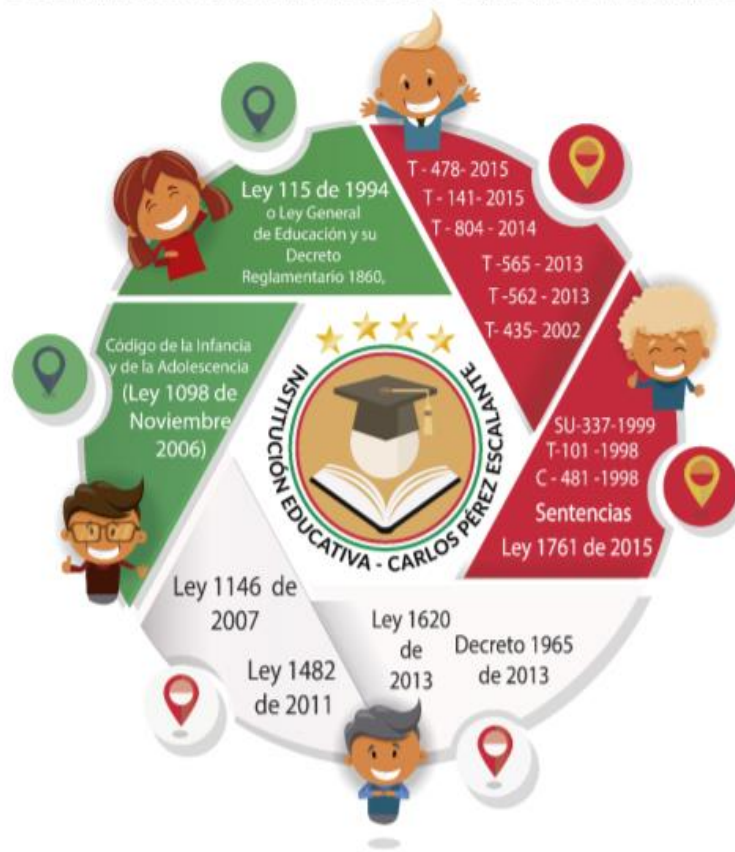 Ley 115 de 1994
o Ley General
de Educación y su
Decreto
Reglamentario 1860,
T - 478- 2015
T - 141- 2015
T - 804 - 2014
T -565 - 2013
T -562 - 2013
T- 435- 2002
Código de la Infancia
y de la Adolescencia
(Ley 1098 de
Noviembre
2006)
INSTITUCIÓN EDUCATIVA - CARLOS PÉREZ ESCALANTE
SU-337-1999
T-101 -1998
C - 481 -1998
Sentencias
Ley 1761 de 2015
Ley 1146 de
2007
Ley 1482
de 2011
Ley 1620
de
2013
Decreto 1965
de 2013